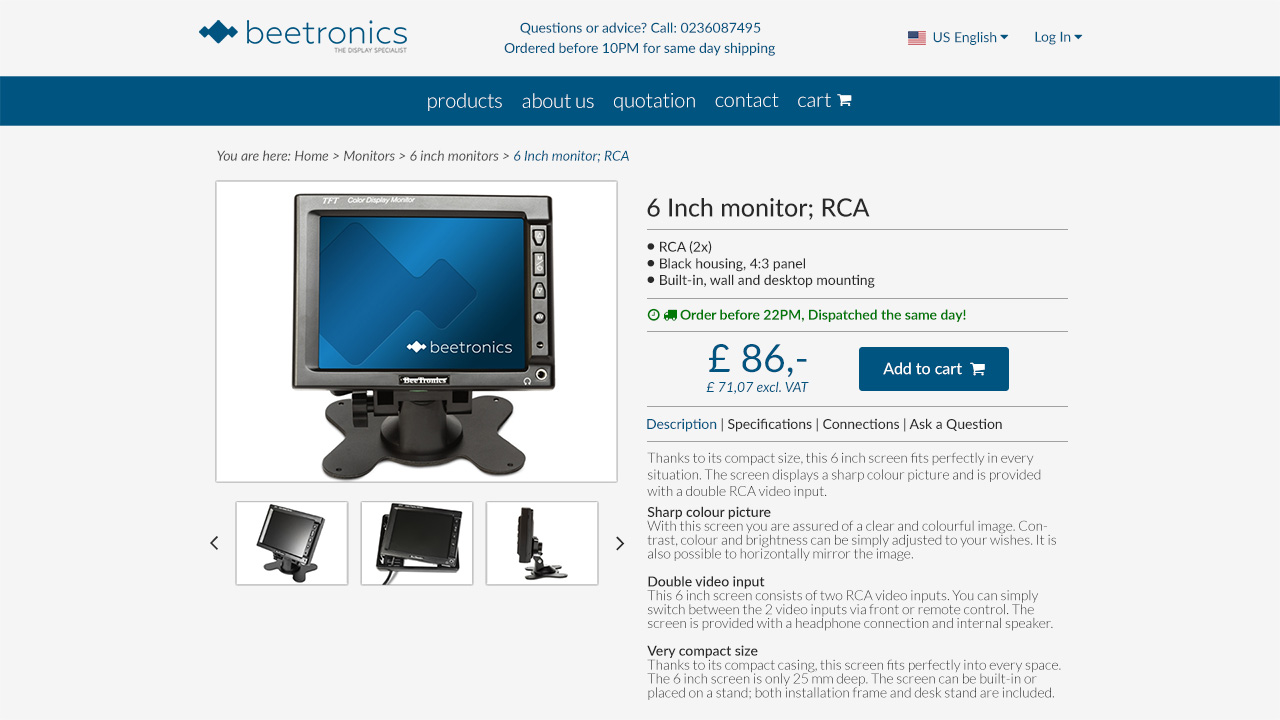 beetronics
THE DISPLAY SPECIALIST
Questions or advice? Call: 0236087495
Ordered before 10PM for same day shipping
US English
Log In
products about us quotation contact cart
You are here: Home > Monitors > 6 inch monitors > 6 Inch monitor; RCA
TFT Color Display Monitor
beetronics
BeeTronics
6 Inch monitor; RCA
● RCA (2x)
● Black housing, 4:3 panel
● Built-in, wall and desktop mounting
Order before 22PM, Dispatched the same day!
£ 86,-
£ 71,07 excl. VAT
Add to cart
Description | Specifications | Connections | Ask a Question
Thanks to its compact size, this 6 inch screen fits perfectly in every
situation. The screen displays a sharp colour picture and is provided
with a double RCA video input.
Sharp colour picture
With this screen you are assured of a clear and colourful image. Con-
trast, colour and brightness can be simply adjusted to your wishes. It is
also possible to horizontally mirror the image.
Double video input
This 6 inch screen consists of two RCA video inputs. You can simply
switch between the 2 video inputs via front or remote control. The
screen is provided with a headphone connection and internal speaker.
Very compact size
Thanks to its compact casing, this screen fits perfectly into every space.
The 6 inch screen is only 25 mm deep. The screen can be built-in or
placed on a stand; both installation frame and desk stand are included.